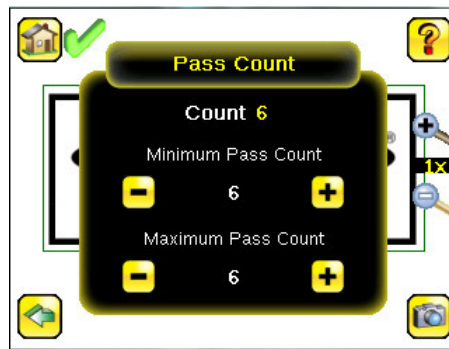 Pass Count
Count 6
Minimum Pass Count
6
Maximum Pass Count
6
1x
®
?